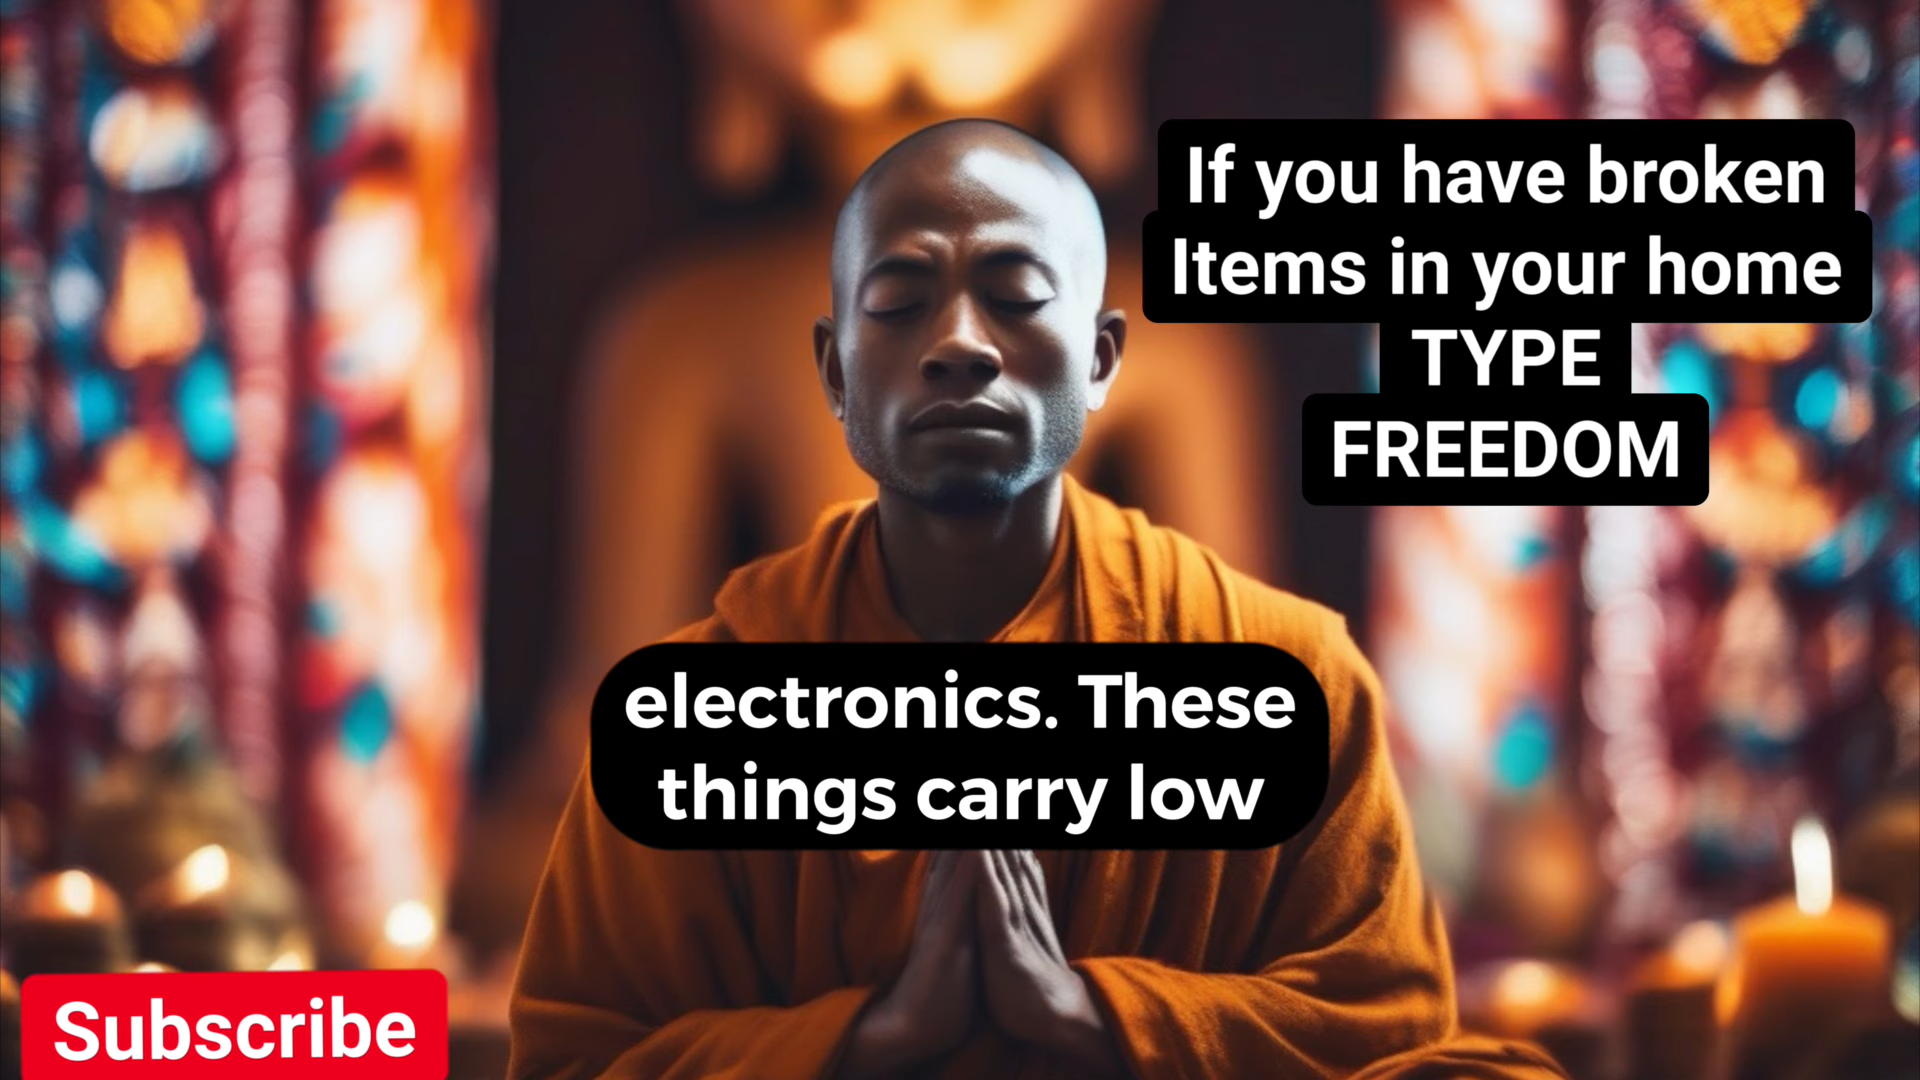 If you have broken
Items in your home
TYPE
FREEDOM
electronics. These
things carry low
Subscribe